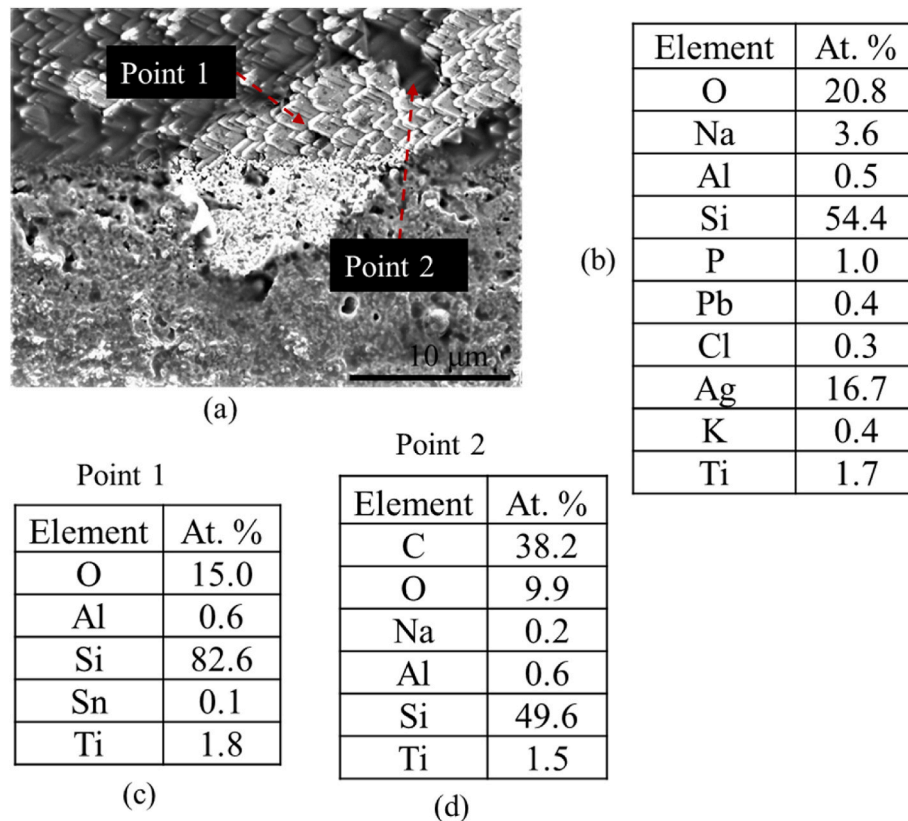 Point 1
Point 2
10 μm
(a)
Element At. %
O 20.8
Na 3.6
Al 0.5
Si 54.4
P 1.0
Pb 0.4
Cl 0.3
Ag 16.7
K 0.4
Ti 1.7
(b)
Point 1
Element At. %
O 15.0
Al 0.6
Si 82.6
Sn 0.1
Ti 1.8
(c)
Point 2
Element At. %
C 38.2
O 9.9
Na 0.2
Al 0.6
Si 49.6
Ti 1.5
(d)